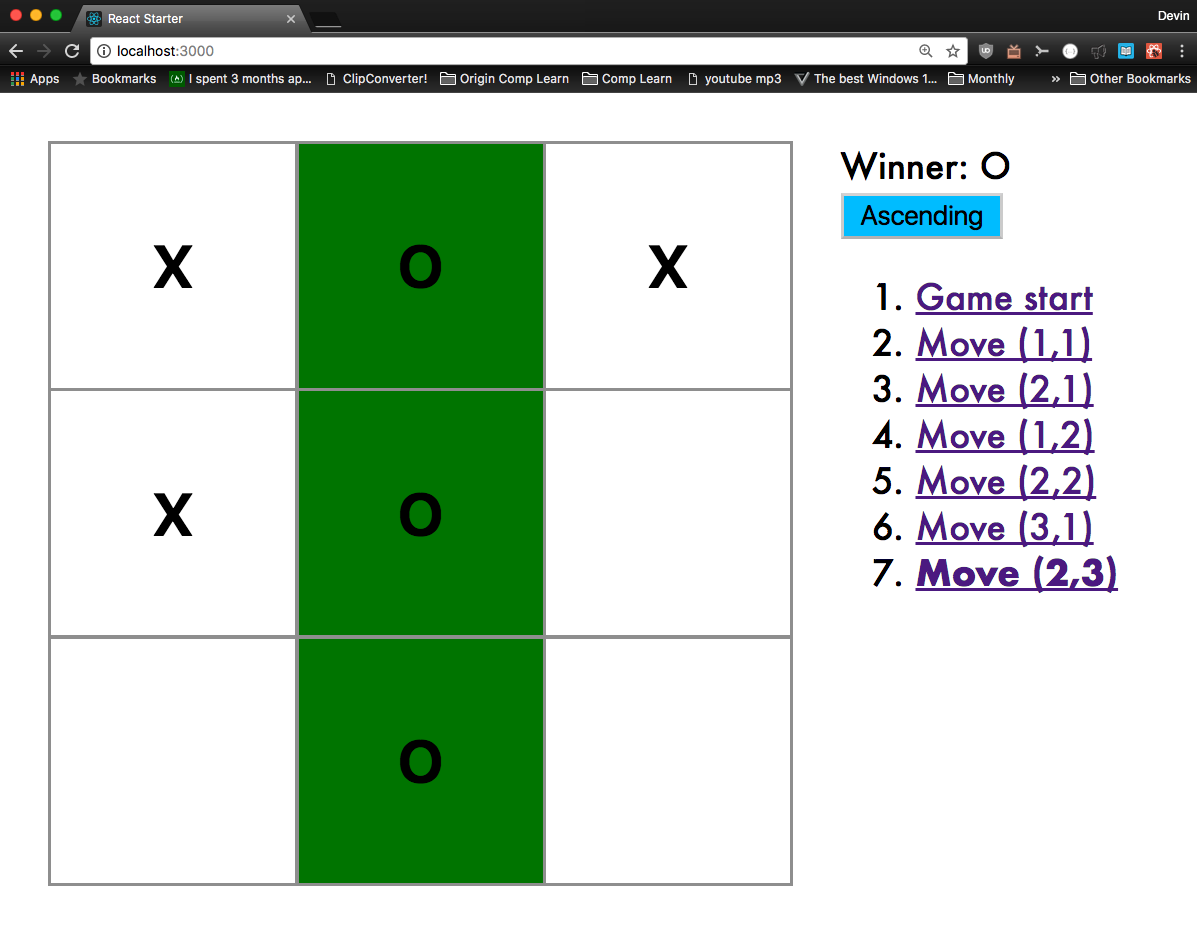 React Starter
Devin
localhost:3000
Apps Bookmarks I spent 3 months ap... ClipConverter! Origin Comp Learn Comp Learn youtube mp3 The best Windows 1... Monthly » Other Bookmarks
X O X
X O
O
Winner: O
Ascending
1. Game start
2. Move (1,1)
3. Move (2,1)
4. Move (1,2)
5. Move (2,2)
6. Move (3,1)
7. Move (2,3)